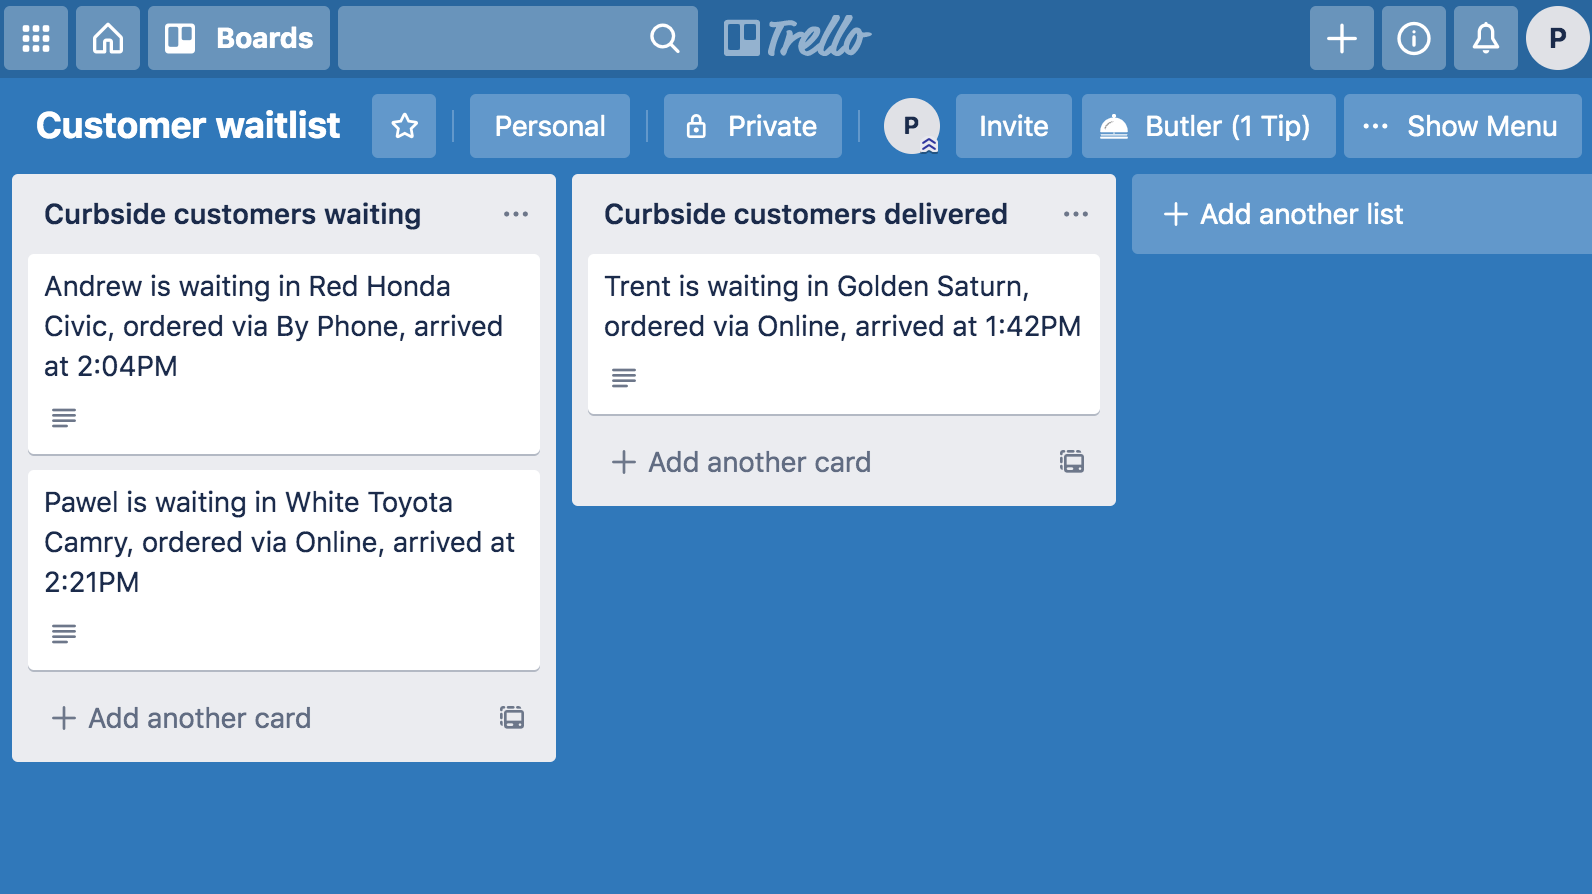 Boards
Trello
P
Customer waitlist
Personal
Private
P
Invite
Butler (1 Tip)
Show Menu
Curbside customers waiting
Andrew is waiting in Red Honda
Civic, ordered via By Phone, arrived
at 2:04PM
Pawel is waiting in White Toyota
Camry, ordered via Online, arrived at
2:21PM
Add another card
Curbside customers delivered
Trent is waiting in Golden Saturn,
ordered via Online, arrived at 1:42PM
Add another card
Add another list